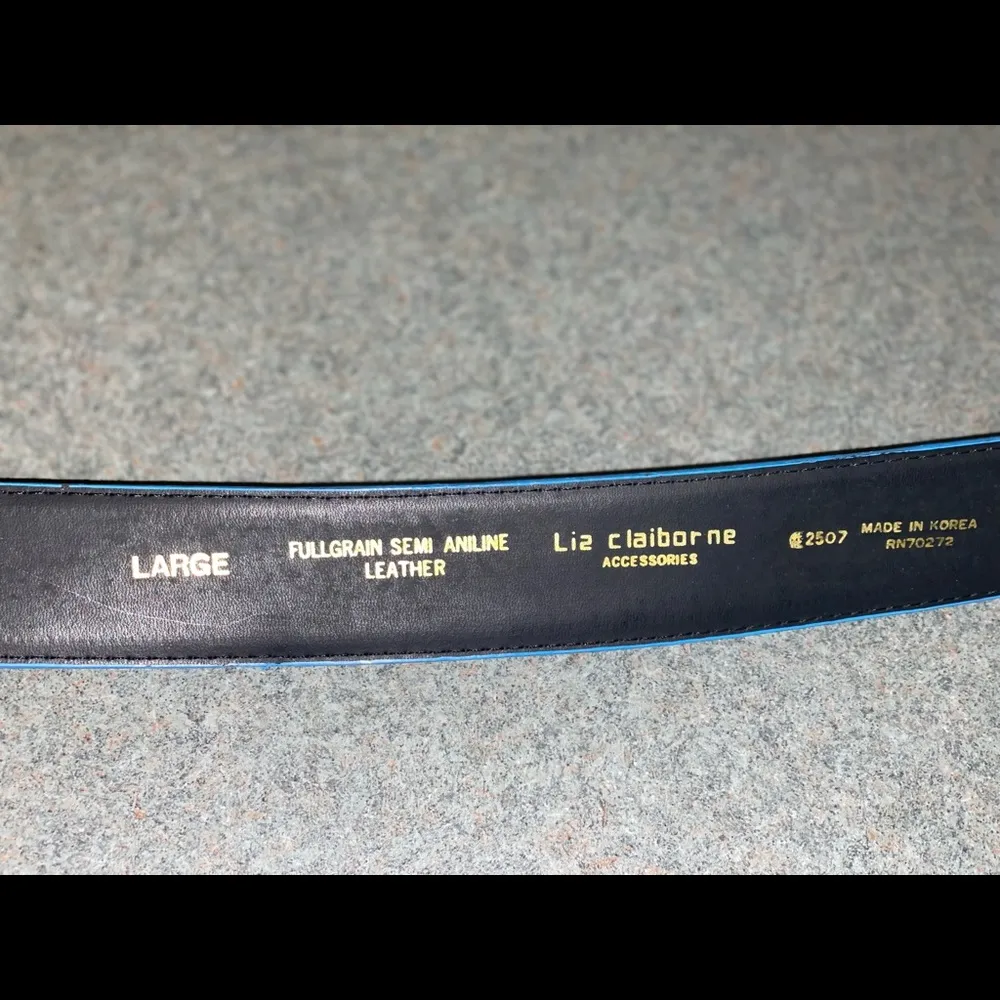 LARGE
FULLGRAIN SEMI ANILINE
LEATHER
Liz claiborne
ACCESSORIES
2507
MADE IN KOREA
RN70272